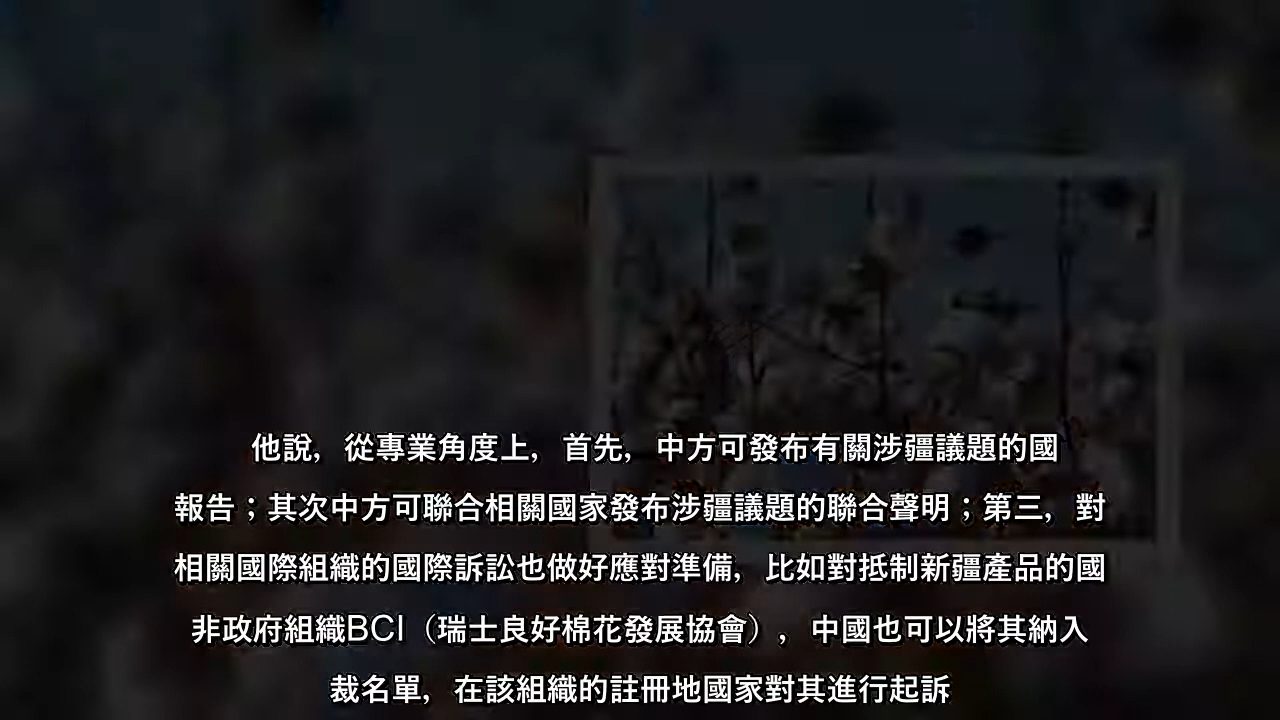 他說，從專業角度上，首先，中方可發布有關涉疆議題的國
報告；其次中方可聯合相關國家發布涉疆議題的聯合聲明；第三，對
相關國際組織的國際訴訟也做好應對準備，比如對抵制新疆產品的國
非政府組織BCI（瑞士良好棉花發展協會），中國也可以將其納入
裁名單，在該組織的註冊地國家對其進行起訴